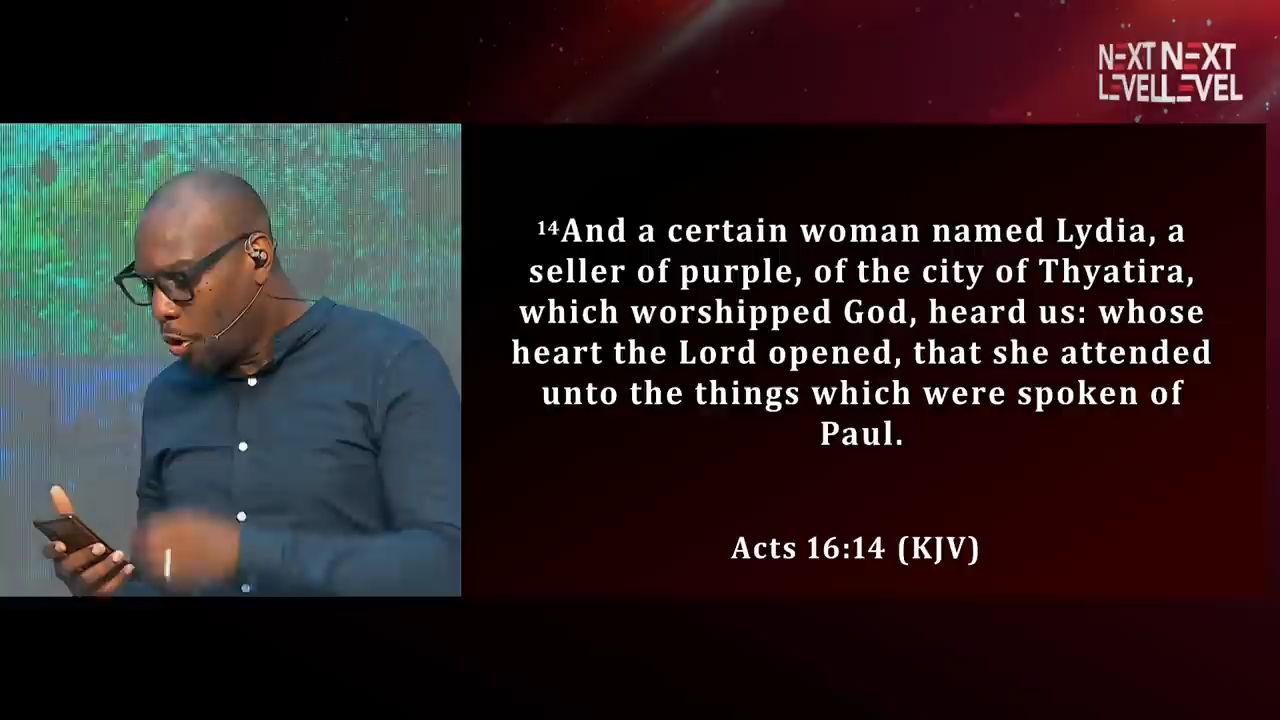 NEXT NEXT
LEVELLEVEL
14And a certain woman named Lydia, a
seller of purple, of the city of Thyatira,
which worshipped God, heard us: whose
heart the Lord opened, that she attended
unto the things which were spoken of
Paul.
Acts 16:14 (KJV)